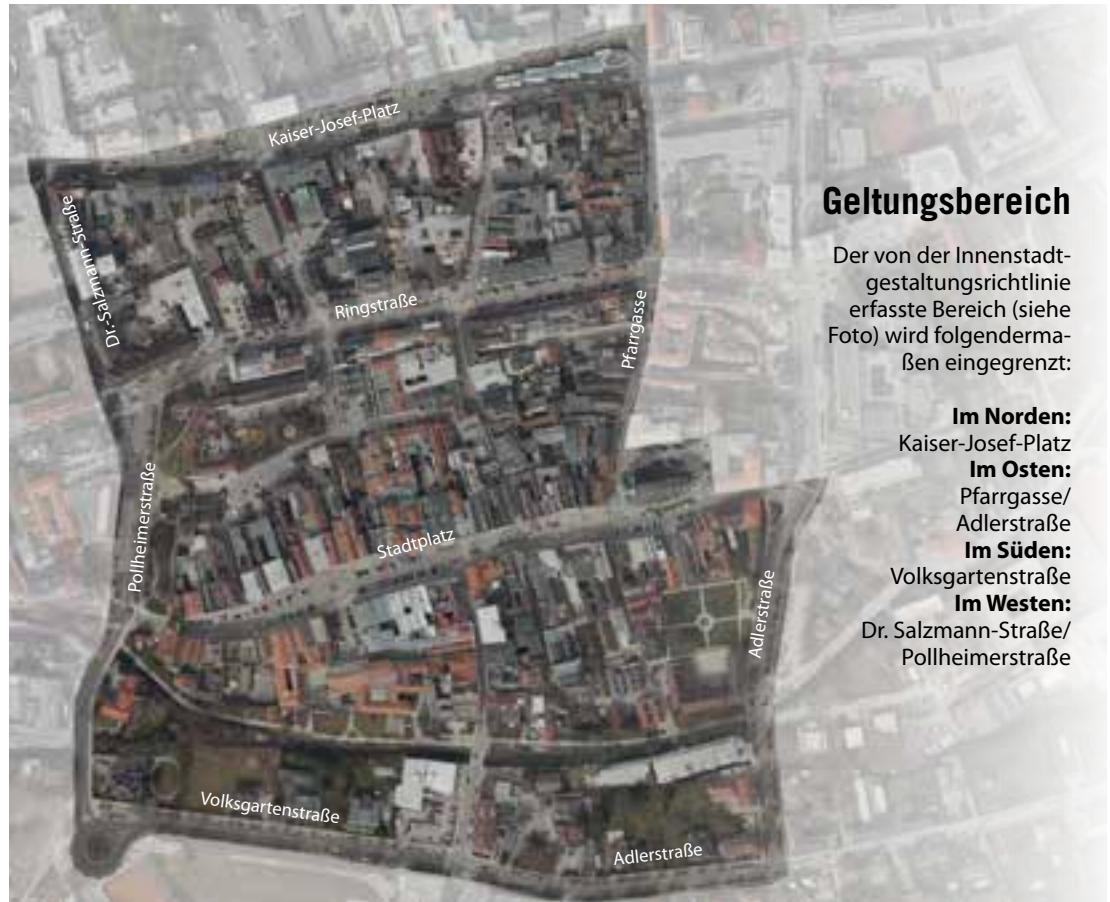 Kaiser-Josef-Platz
Dr.-Salzmann-Straße
Ringstraße
Pfarrgasse
Pollheimerstraße
Stadtplatz
Adlerstraße
Volksgartenstraße
Adlerstraße
Geltungsbereich
Der von der Innenstadt-
gestaltungsrichtlinie
erfasste Bereich (siehe
Foto) wird folgenderma-
ßen eingegrenzt:
Im Norden:
Kaiser-Josef-Platz
Im Osten:
Pfarrgasse/
Adlerstraße
Im Süden:
Volksgartenstraße
Im Westen:
Dr. Salzmann-Straße/
Pollheimerstraße